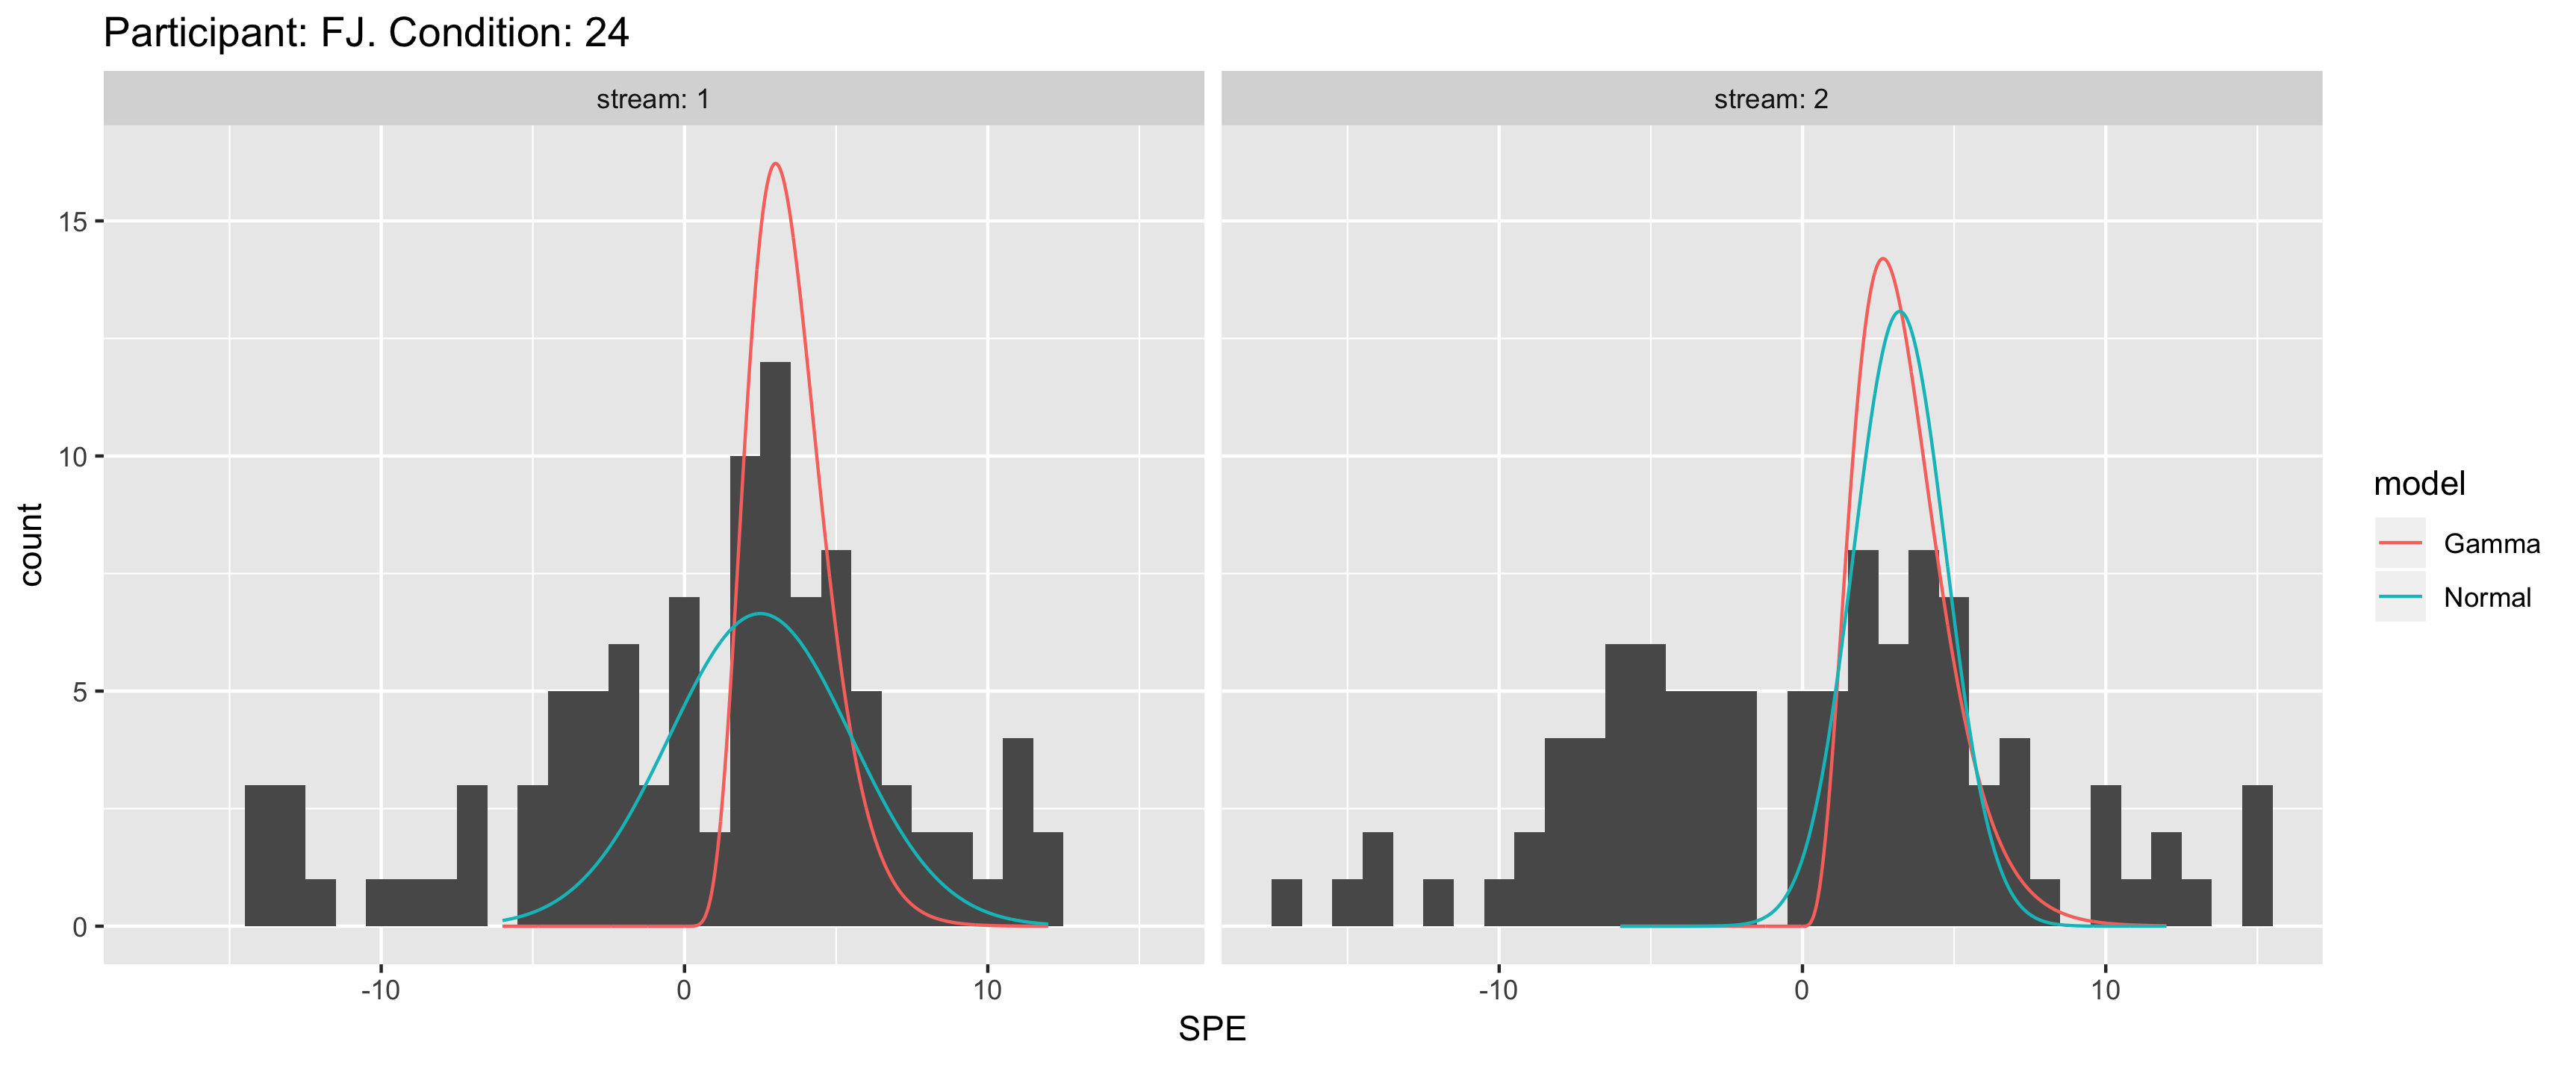 Participant: FJ. Condition: 24
stream: 1
stream: 2
15
10
5
0
count
-10
0
10
-10
0
10
SPE
model
Gamma
Normal